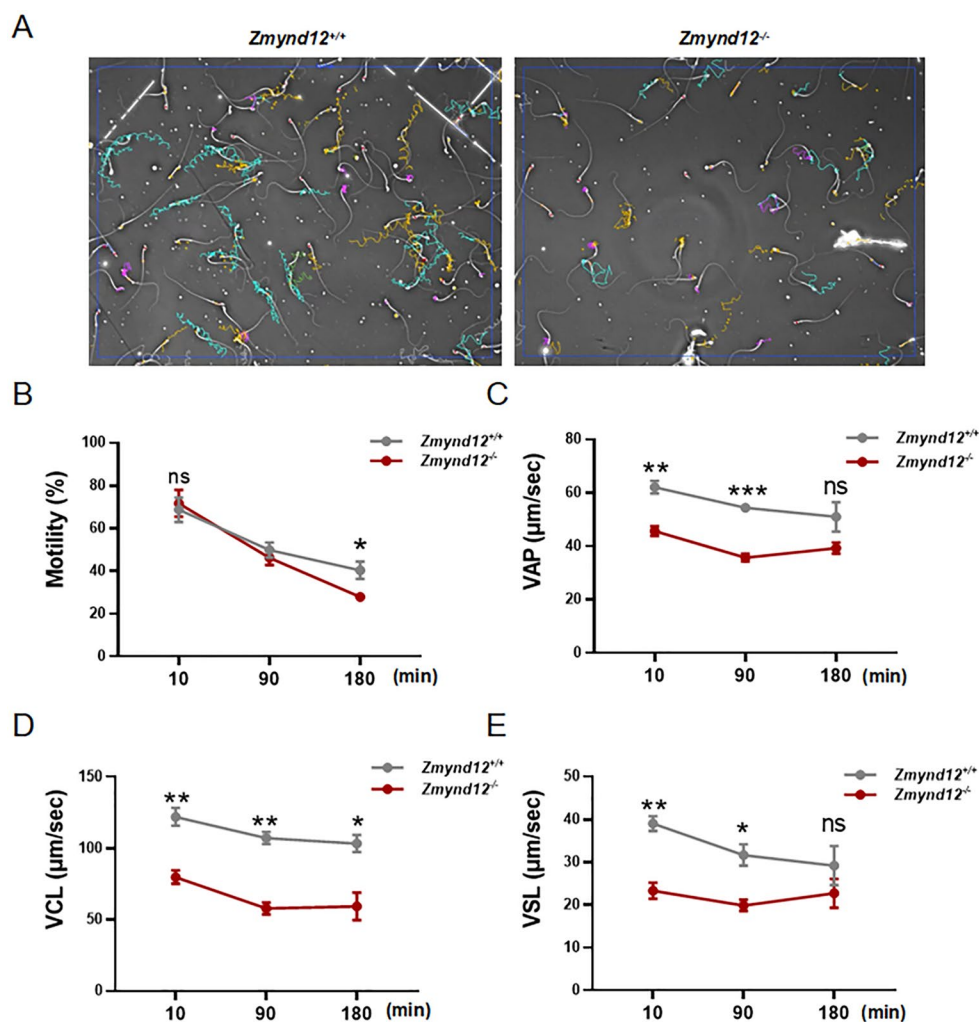 A
Zmynd12+/+
Zmynd12-/-
B
Zmynd12+/+
Zmynd12-/-
Motility (%)
100
80
60
40
20
0
ns
*
10 90 180 (min)
C
Zmynd12+/+
Zmynd12-/-
VAP (μm/sec)
80
60
40
20
0
**
***
ns
10 90 180 (min)
D
Zmynd12+/+
Zmynd12-/-
VCL (μm/sec)
150
100
50
0
**
**
*
10 90 180 (min)
E
Zmynd12+/+
Zmynd12-/-
VSL (μm/sec)
50
40
30
20
10
0
**
*
ns
10 90 180 (min)